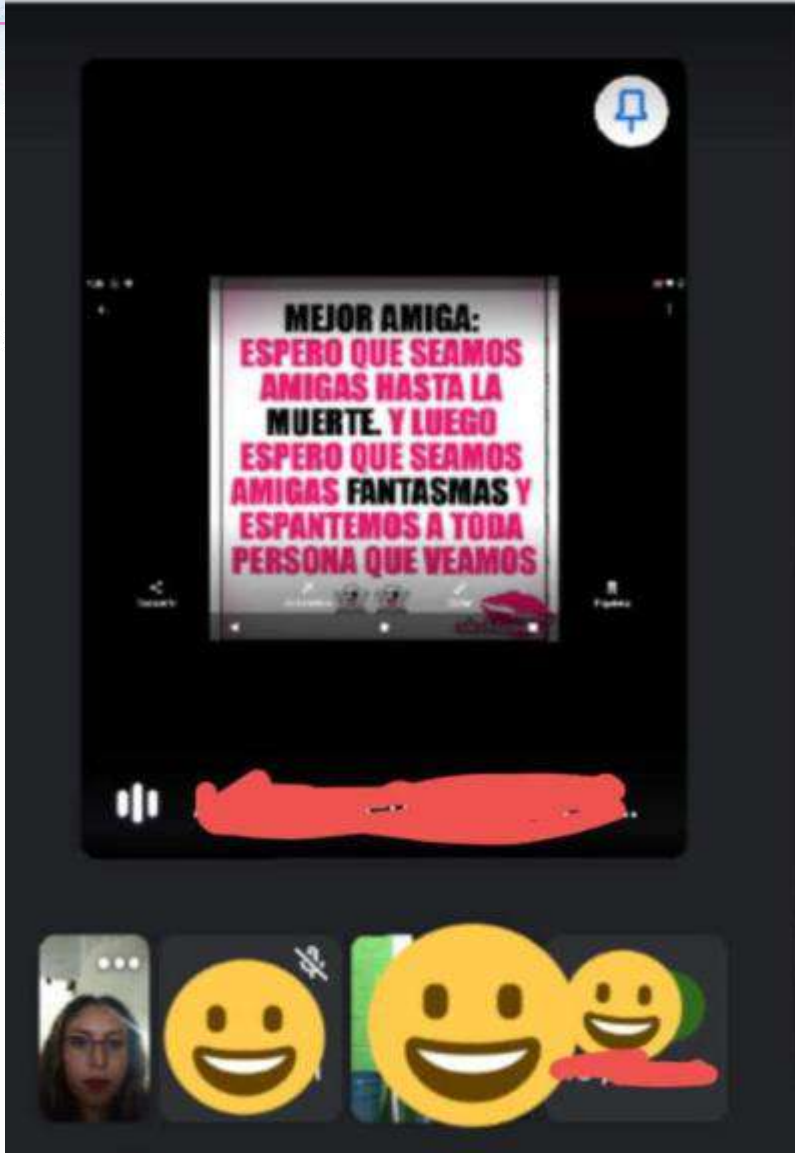 MEJOR AMIGA:
ESPERO QUE SEAMOS
AMIGAS HASTA LA
MUERTE. Y LUEGO
ESPERO QUE SEAMOS
AMIGAS FANTASMAS Y
ESPANTEMOS A TODA
PERSONA QUE VEAMOS